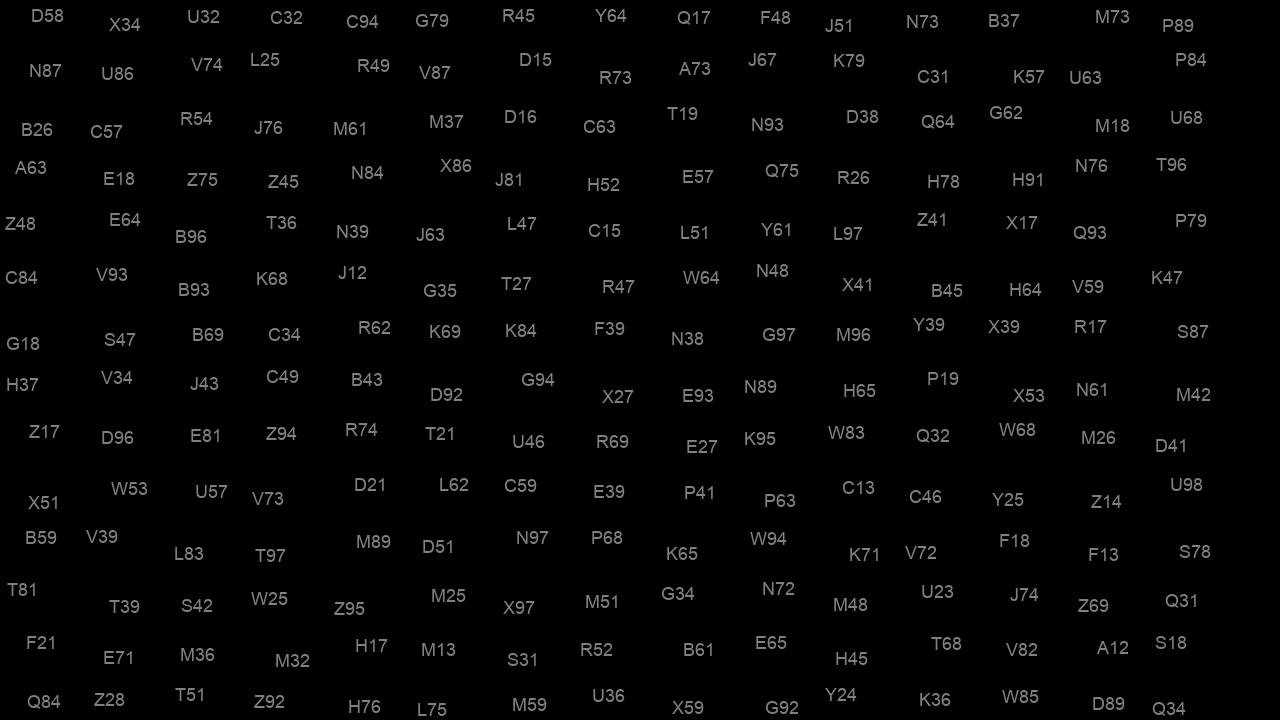 D58 X34 U32 C32 C94 G79 R45 Y64 Q17 F48 J51 N73 B37 M73 P89
N87 U86 V74 L25 R49 V87 D15 R73 A73 J67 K79 C31 K57 U63 P84
B26 C57 R54 J76 M61 M37 D16 C63 T19 N93 D38 Q64 G62 M18 U68
A63 E18 Z75 Z45 N84 X86 J81 H52 E57 Q75 R26 H78 H91 N76 T96
Z48 E64 B96 T36 N39 J63 L47 C15 L51 Y61 L97 Z41 X17 Q93 P79
C84 V93 B93 K68 J12 G35 T27 R47 W64 N48 X41 B45 H64 V59 K47
G18 S47 B69 C34 R62 K69 K84 F39 N38 G97 M96 Y39 X39 R17 S87
H37 V34 J43 C49 B43 D92 G94 X27 E93 N89 H65 P19 X53 N61 M42
Z17 D96 E81 Z94 R74 T21 U46 R69 E27 K95 W83 Q32 W68 M26 D41
X51 W53 U57 V73 D21 L62 C59 E39 P41 P63 C13 C46 Y25 Z14 U98
B59 V39 L83 T97 M89 D51 N97 P68 K65 W94 K71 V72 F18 F13 S78
T81 T39 S42 W25 Z95 M25 X97 M51 G34 N72 M48 U23 J74 Z69 Q31
F21 E71 M36 M32 H17 M13 S31 R52 B61 E65 H45 T68 V82 A12 S18
Q84 Z28 T51 Z92 H76 L75 M59 U36 X59 G92 Y24 K36 W85 D89 Q34